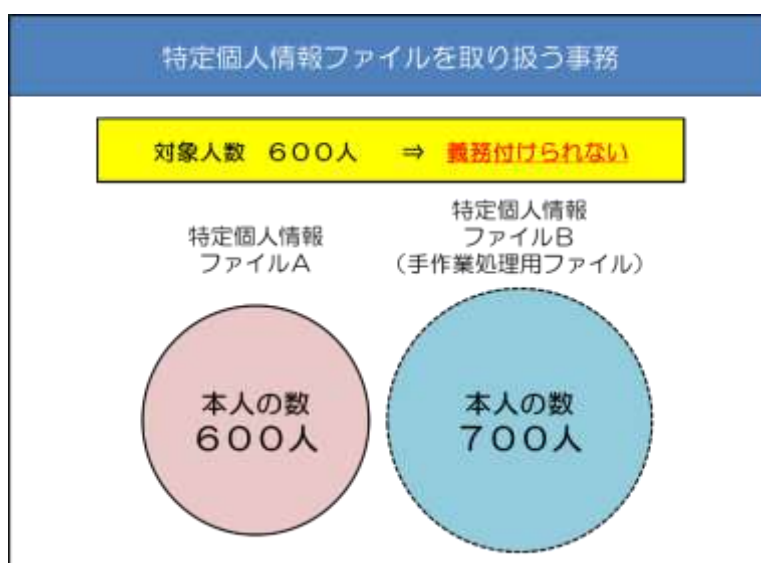 特定個人情報ファイルを取り扱う事務
対象人数　６００人　⇒　義務付けられない
特定個人情報
ファイルＡ
特定個人情報
ファイルＢ
（手作業処理用ファイル）
本人の数
６００人
本人の数
７００人